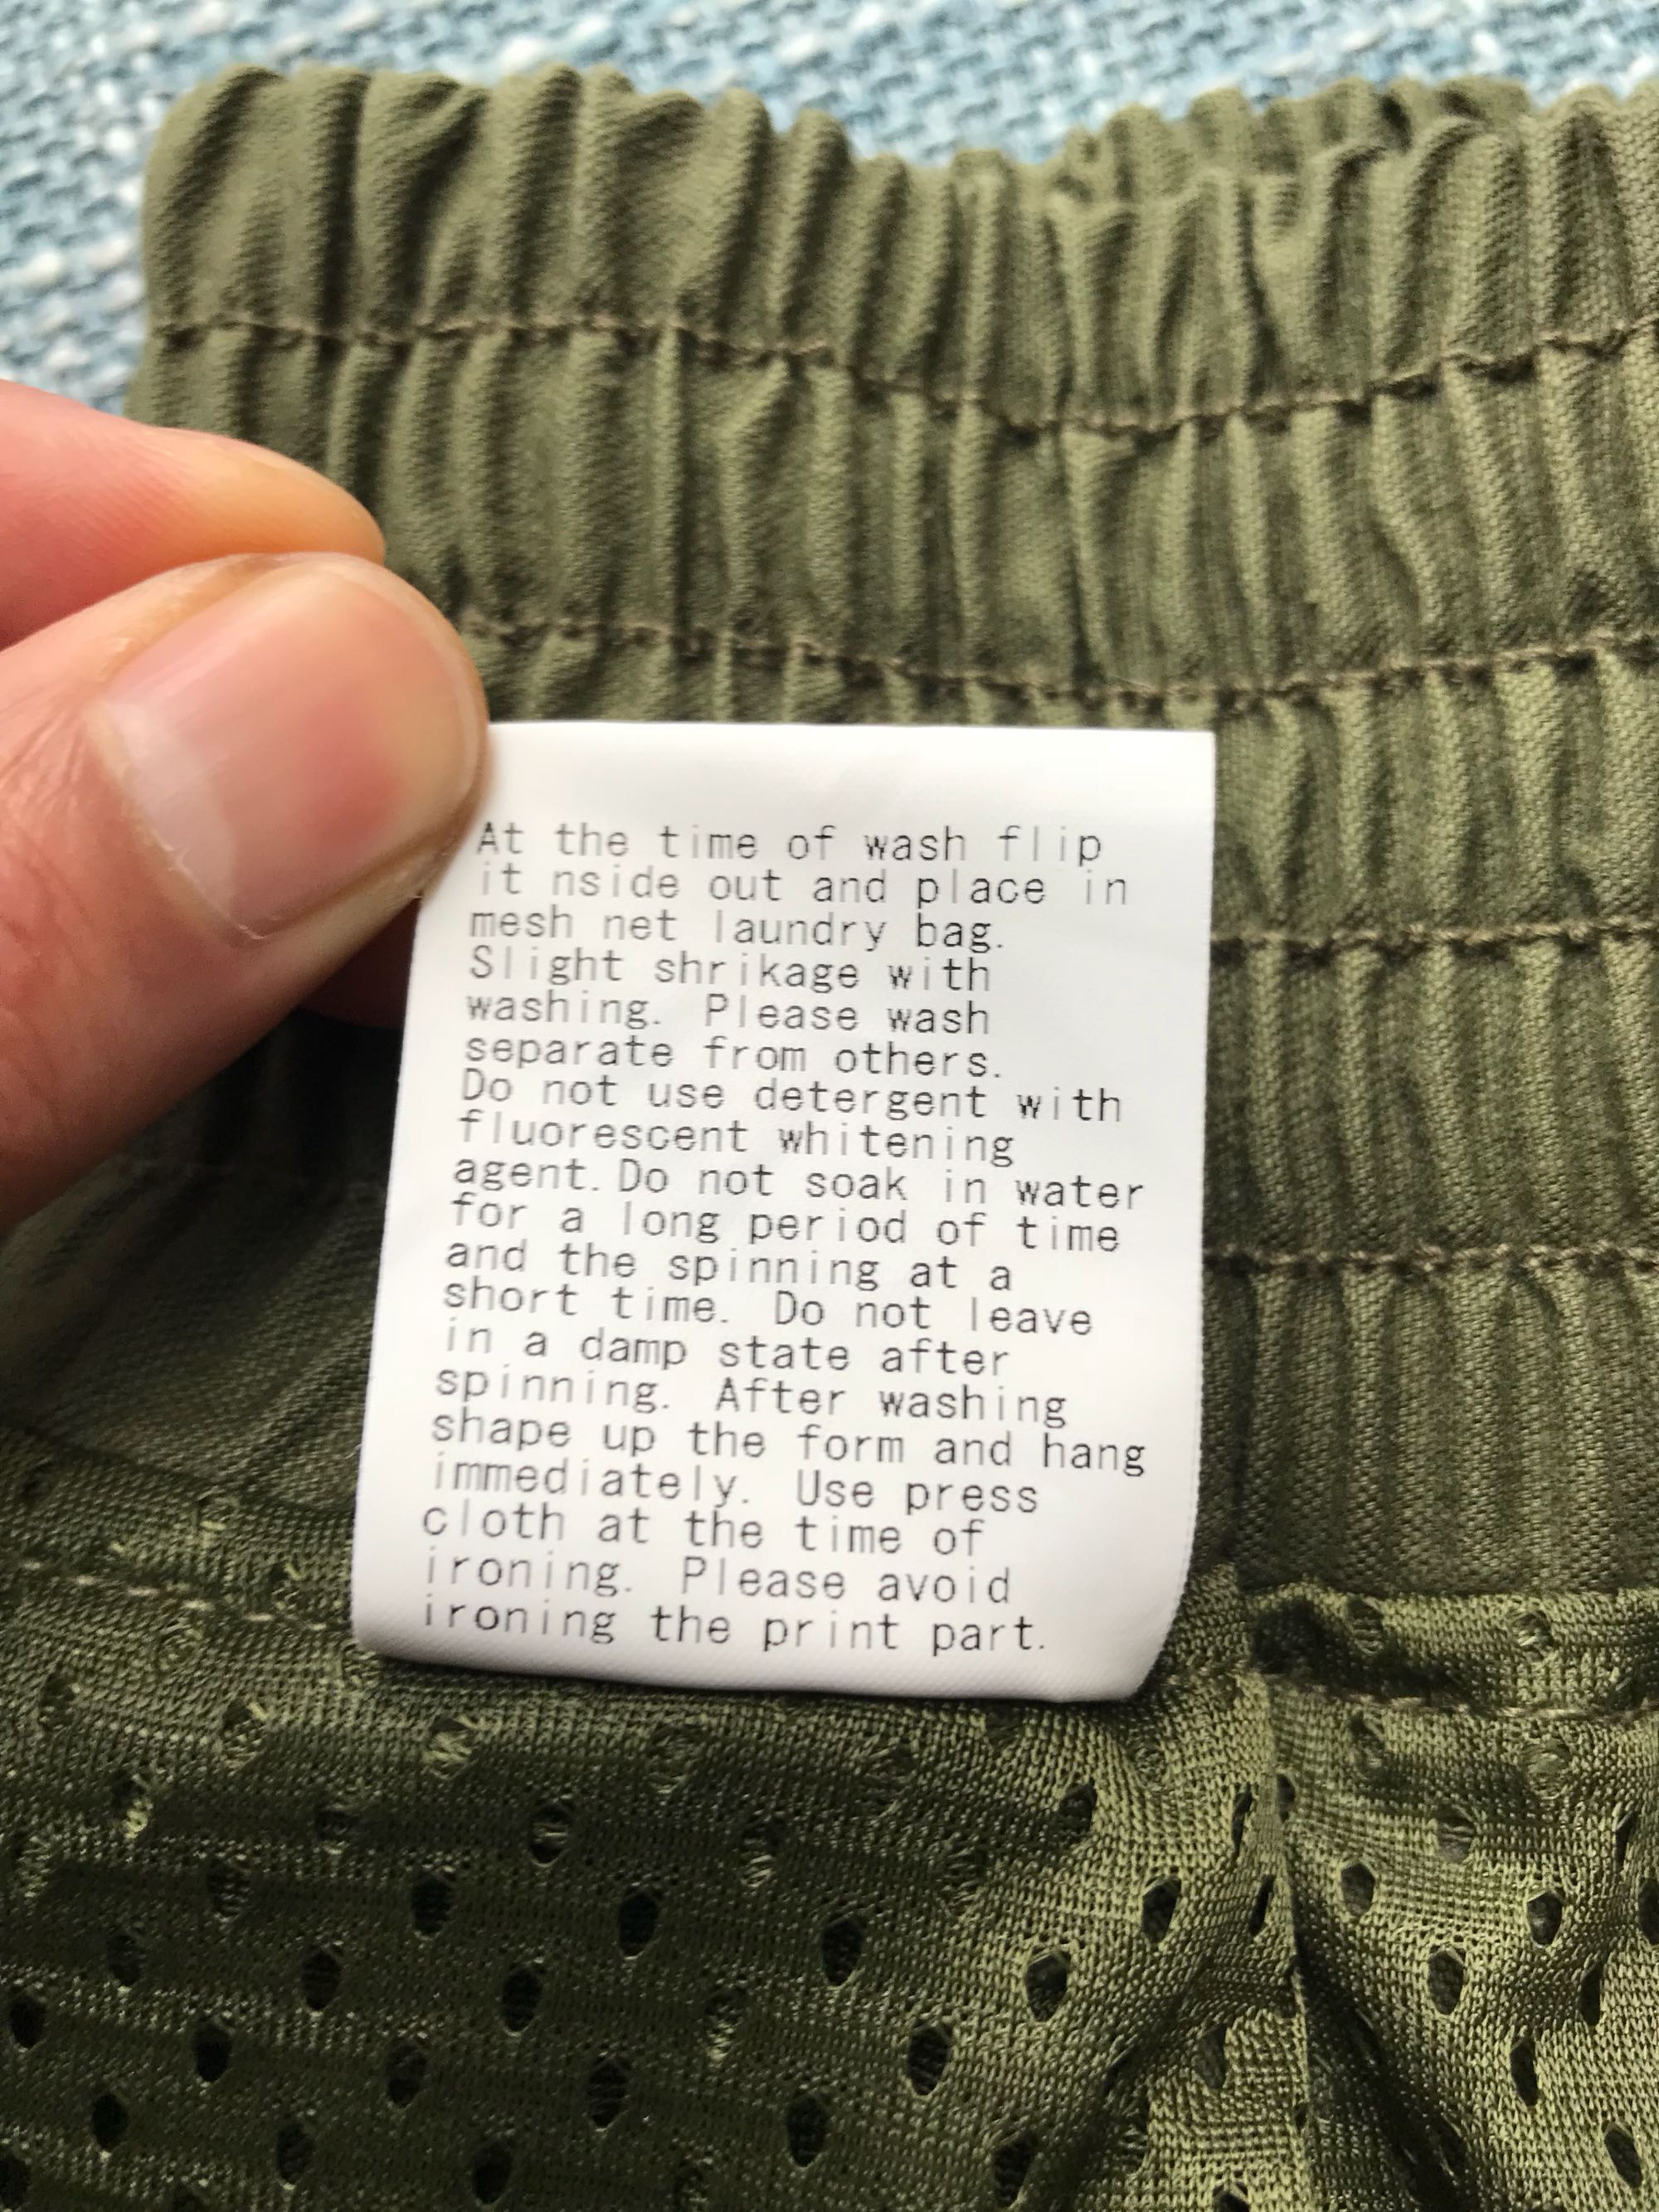 At the time of wash flip
it nside out and place in
mesh net laundry bag.
Slight shrikage with
washing. Please wash
separate from others.
Do not use detergent with
fluorescent whitening
agent. Do not soak in water
for a long period of time
and the spinning at a
short time. Do not leave
in a damp state after
spinning. After washing
shape up the form and hang
immediately. Use press
cloth at the time of
ironing. Please avoid
ironing the print part.